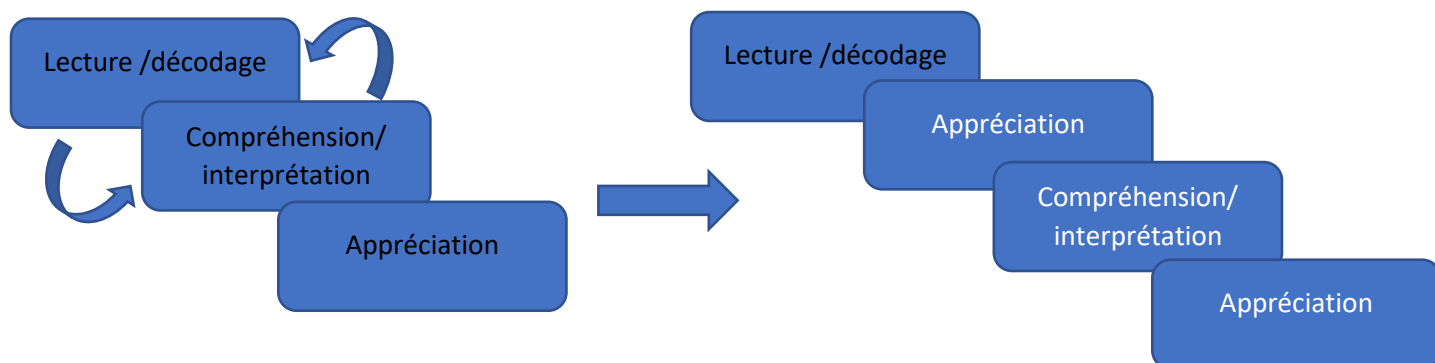 Lecture /décodage
Compréhension/
interprétation
Appréciation
Lecture /décodage
Appréciation
Compréhension/
interprétation
Appréciation